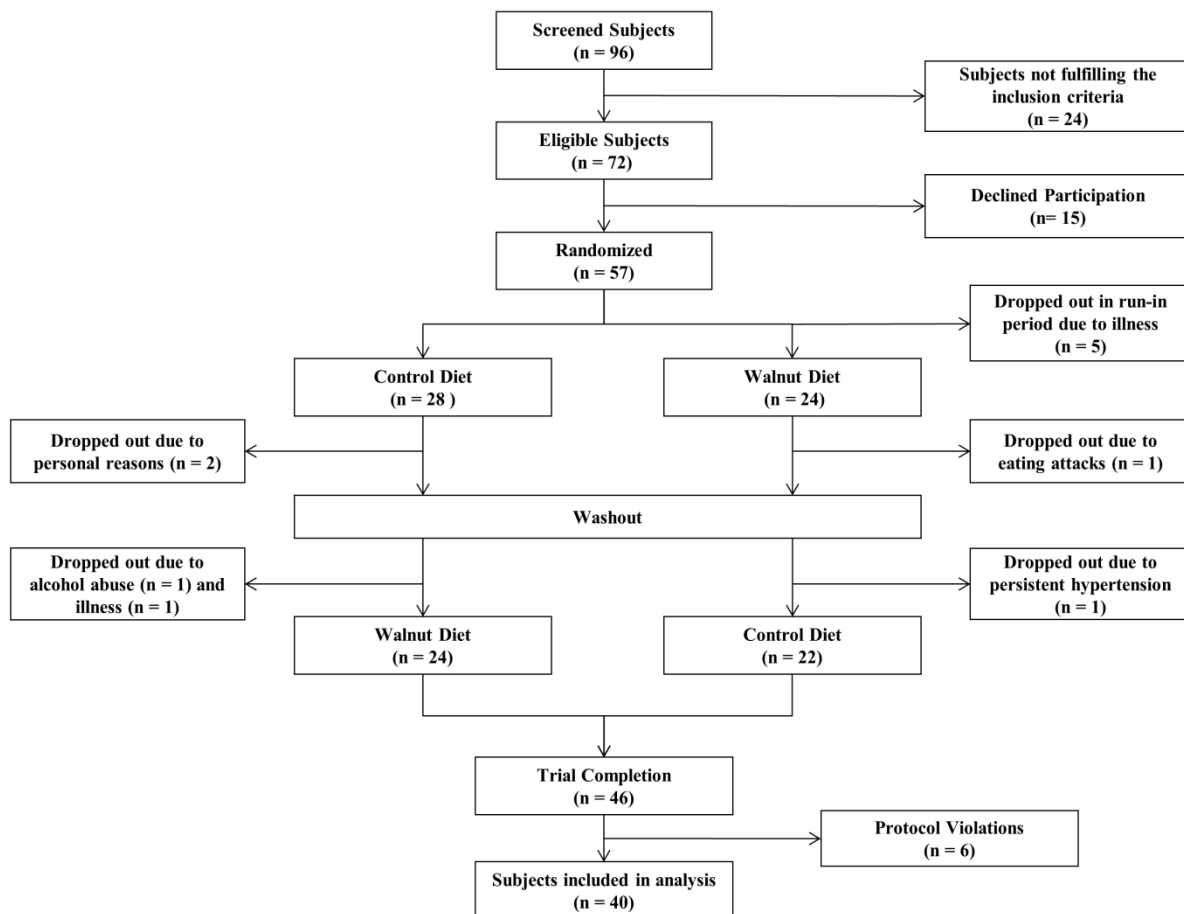 Screened Subjects
(n = 96)
Subjects not fulfilling the
inclusion criteria
(n = 24)
Eligible Subjects
(n = 72)
Declined Participation
(n= 15)
Randomized
(n = 57)
Dropped out in run-in
period due to illness
(n = 5)
Control Diet
(n = 28 )
Walnut Diet
(n = 24)
Dropped out due to
personal reasons (n = 2)
Dropped out due to
eating attacks (n = 1)
Washout
Dropped out due to
alcohol abuse (n = 1) and
illness (n = 1)
Dropped out due to
persistent hypertension
(n = 1)
Walnut Diet
(n = 24)
Control Diet
(n = 22)
Trial Completion
(n = 46)
Protocol Violations
(n = 6)
Subjects included in analysis
(n = 40)